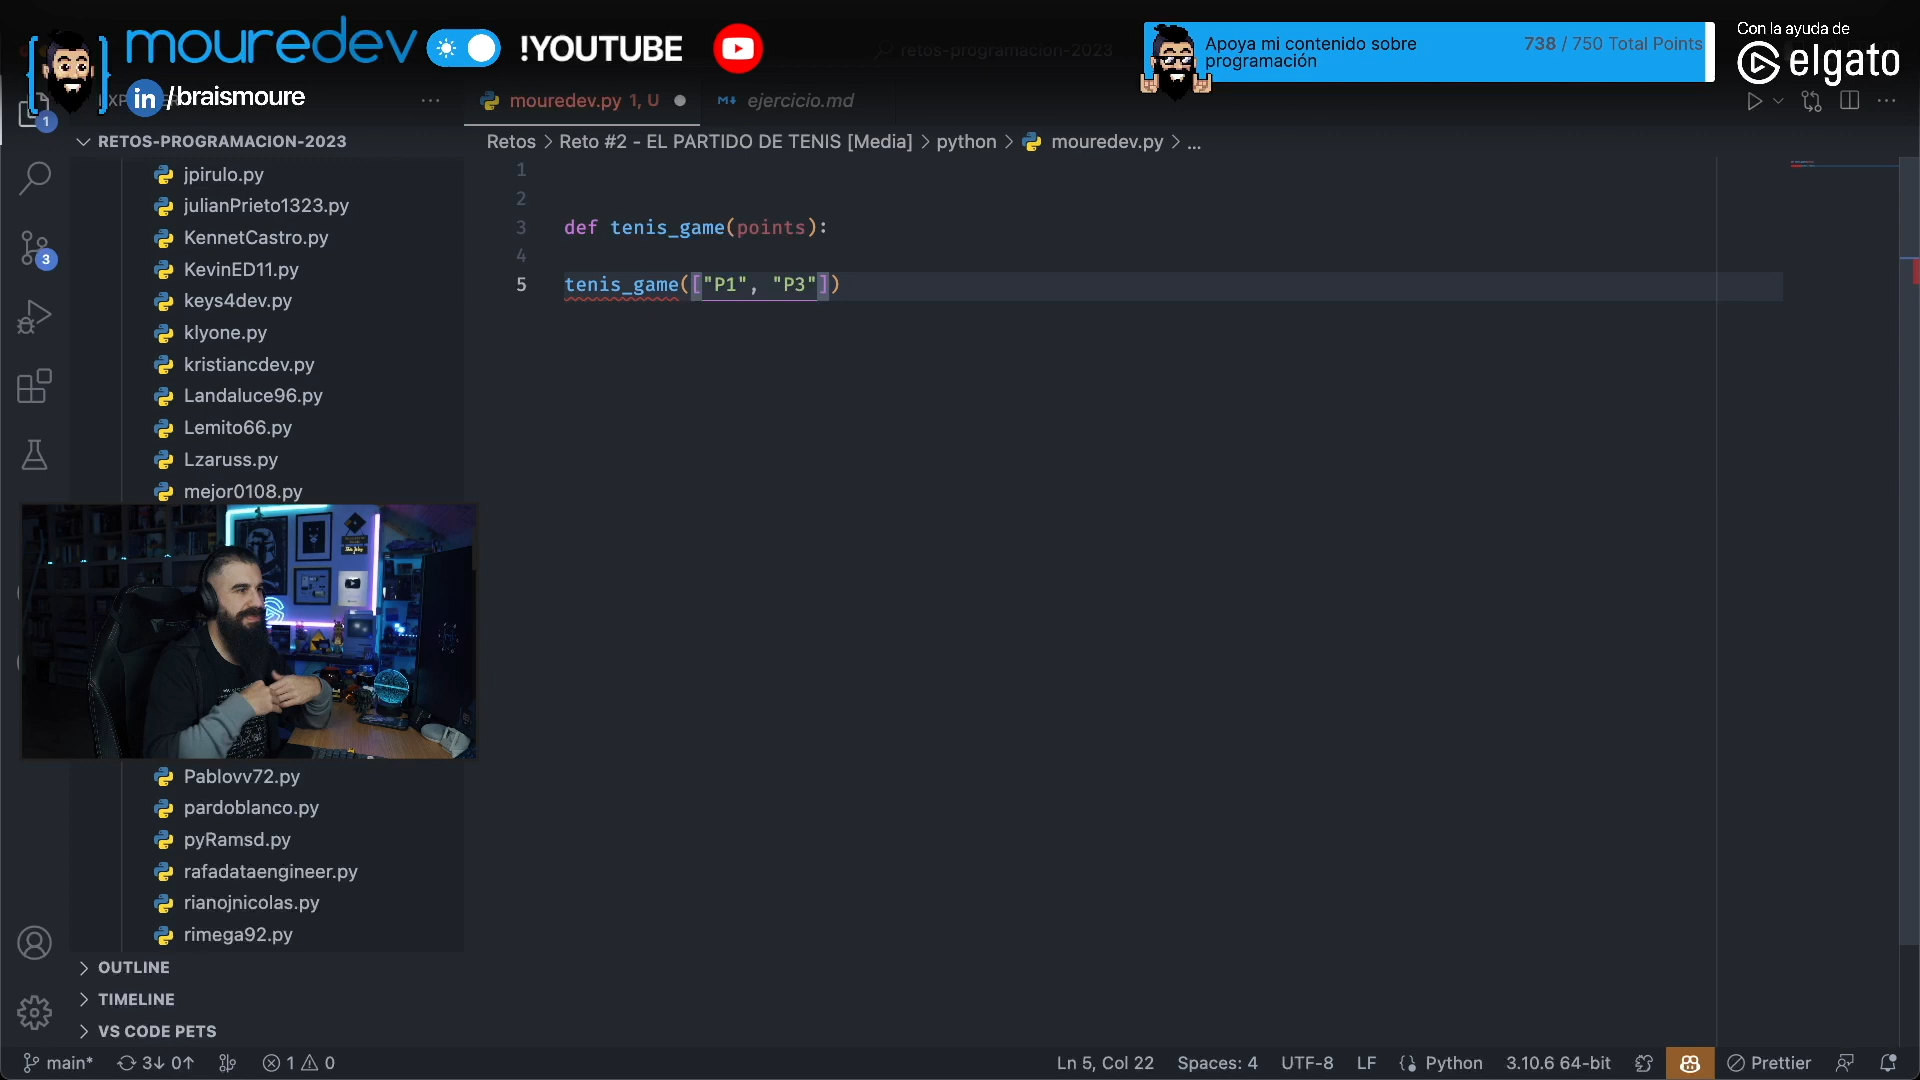 mouredev
!YOUTUBE
in /braismoure
Apoya mi contenido sobre programación
738 / 750 Total Points
Con la ayuda de
elgato
retos-programacion-2023
mouredev.py 1, U
ejercicio.md
1
RETOS-PROGRAMACION-2023
Retos > Reto #2 - EL PARTIDO DE TENIS [Media] > python > mouredev.py > ...
jpirulo.py
julianPrieto1323.py
KennetCastro.py
3
KevinED11.py
keys4dev.py
klyone.py
kristiancdev.py
Landaluce96.py
Lemito66.py
Lzaruss.py
mejor0108.py
Pablovv72.py
pardoblanco.py
pyRamsd.py
rafadataengineer.py
rianojnicolas.py
rimega92.py
OUTLINE
TIMELINE
VS CODE PETS
1
2
3 def tenis_game(points):
4
5 tenis_game(["P1", "P3"])
main* 3↓ 0↑ 1 0
Ln 5, Col 22 Spaces: 4 UTF-8 LF {} Python 3.10.6 64-bit Prettier